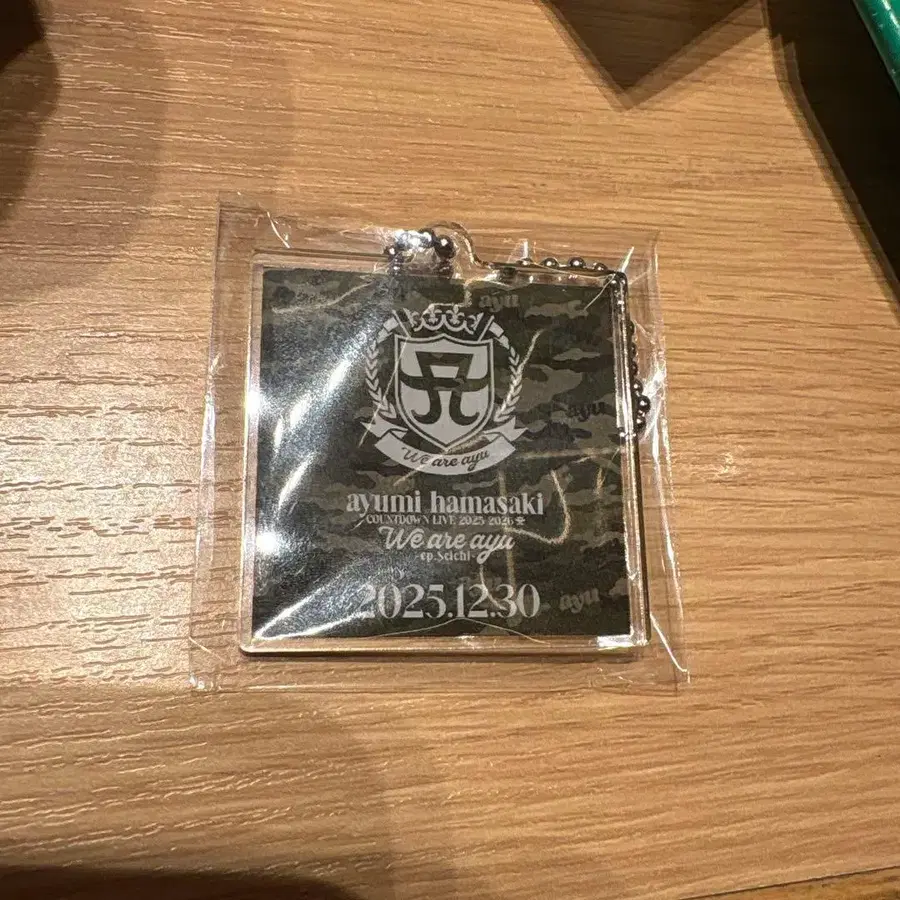 ayu
We are ayu
ayu
ayumi hamasaki
COUNTDOWN LIVE 2025-2026 A
We are ayu
-ep.Seichi-
2025.12.30
ayu